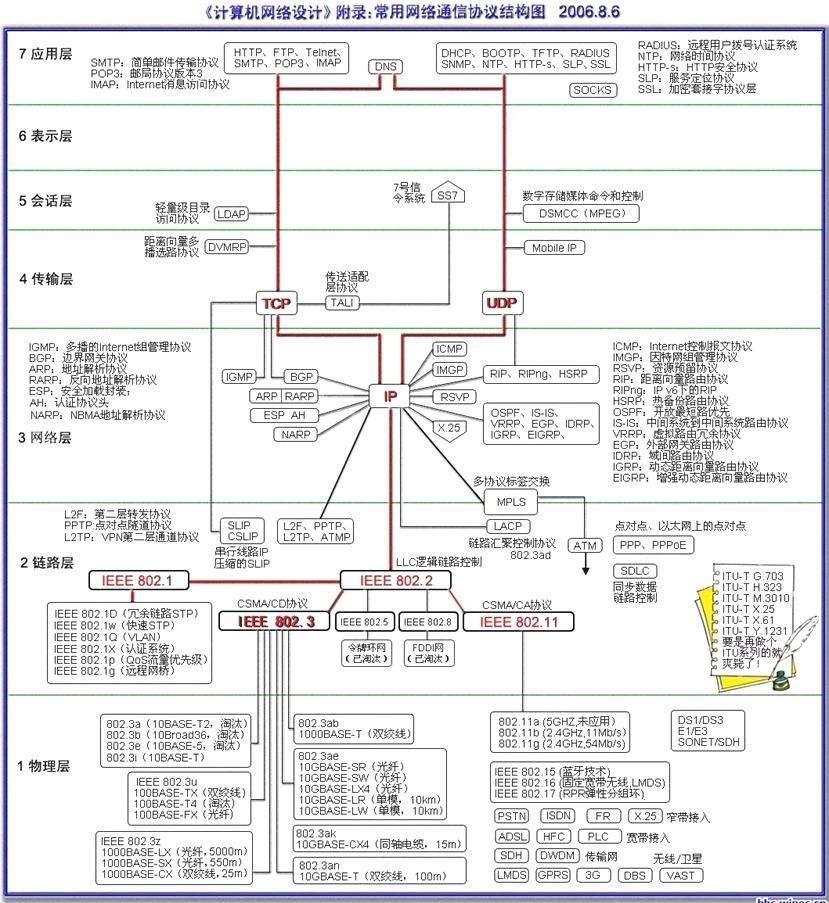 《计算机网络设计》附录:常用网络通信协议结构图 2006.8.6
7 应用层
SMTP: 简单邮件传输协议
POP3: 邮局协议版本3
IMAP: Internet消息访问协议
HTTP、FTP、Telnet、
SMTP、POP3、IMAP
DNS
DHCP、BOOTP、TFTP、RADIUS
SNMP、NTP、HTTP-s、SLP、SSL
SOCKS
RADIUS: 远程用户拨号认证系统
NTP: 网络时间协议
HTTP-s: HTTP安全协议
SLP: 服务定位协议
SSL: 加密套接字协议层
6 表示层
5 会话层
轻量级目录
访问协议
LDAP
7号信
令系统
SS7
数字存储媒体命令和控制
DSMCC (MPEG)
距离向量多
播选路协议
DVMRP
Mobile IP
4 传输层
传送适配
层协议
TCP
TALI
UDP
IGMP: 多播的Internet组管理协议
BGP: 边界网关协议
ARP: 地址解析协议
RARP: 反向地址解析协议
ESP: 安全加载封装;
AH: 认证协议头
NARP: NBMA地址解析协议
3 网络层
IGMP
BGP
ARP
RARP
ESP AH
NARP
IP
ICMP
IMGP
RIP、RIPng、HSRP
RSVP
X.25
OSPF、IS-IS、
VRRP、EGP、IDRP、
IGRP、EIGRP、
ICMP: Internet控制报文协议
IMGP: 因特网组管理协议
RSVP: 资源预留协议
RIP: 距离向量路由协议
RIPng: IP v6下的RIP
HSRP: 热备份路由协议
OSPF: 开放最短路优先
IS-IS: 中间系统到中间系统路由协议
VRRP: 虚拟路由冗余协议
EGP: 外部网关路由协议
IDRP: 域间路由协议
IGRP: 动态距离向量路由协议
EIGRP: 增强动态距离向量路由协议
多协议标签交换
MPLS
L2F: 第二层转发协议
PPTP:点对点隧道协议
L2TP: VPN第二层通道协议
SLIP
CSLIP
串行线路IP
压缩的SLIP
L2F、PPTP、
L2TP、ATMP
LACP
链路汇聚控制协议
802.3ad
ATM
点对点、以太网上的点对点
PPP、PPPoE
SDLC
同步数据
链路控制
2 链路层
LLC逻辑链路控制
IEEE 802.1
IEEE 802.2
CSMA/CD协议
CSMA/CA协议
IEEE 802.3
IEEE 802.5
IEEE 802.8
IEEE 802.11
令牌环网
(已淘汰)
FDDI网
(已淘汰)
IEEE 802.1D (冗余链路STP)
IEEE 802.1w (快速STP)
IEEE 802.1Q (VLAN)
IEEE 802.1X (认证系统)
IEEE 802.1p (QoS流量优先级)
IEEE 802.1g (远程网桥)
ITU-T G.703
ITU-T H.323
ITU-T M.3010
ITU-T X.25
ITU-T X.61
ITU-T Y 1231
要是再做个
ITU系列的就
爽毙了!
1 物理层
802.3a (10BASE-T2, 淘汰)
802.3b (10Broad36, 淘汰)
802.3e (10BASE-5, 淘汰)
802.3i (10BASE-T)
IEEE 802.3u
100BASE-TX (双绞线)
100BASE-T4 (淘汰)
100BASE-FX (光纤)
IEEE 802.3z
1000BASE-LX (光纤,5000m)
1000BASE-SX (光纤,550m)
1000BASE-CX (双绞线,25m)
802.3ab
1000BASE-T (双绞线)
802.3ae
10GBASE-SR (光纤)
10GBASE-SW (光纤)
10GBASE-LX4 (光纤)
10GBASE-LR (单模, 10km)
10GBASE-LW (单模, 10km)
802.3ak
10GBASE-CX4 (同轴电缆, 15m)
802.3an
10GBASE-T (双绞线, 100m)
802.11a (5GHZ,未应用)
802.11b (2.4GHz,11Mb/s)
802.11g (2.4GHz,54Mb/s)
DS1/DS3
E1/E3
SONET/SDH
IEEE 802.15 (蓝牙技术)
IEEE 802.16 (固定宽带无线,LMDS)
IEEE 802.17 (RPR弹性分组环)
PSTN ISDN FR X.25 窄带接入
ADSL HFC PLC 宽带接入
SDH DWDM 传输网 无线/卫星
LMDS GPRS 3G DBS VAST